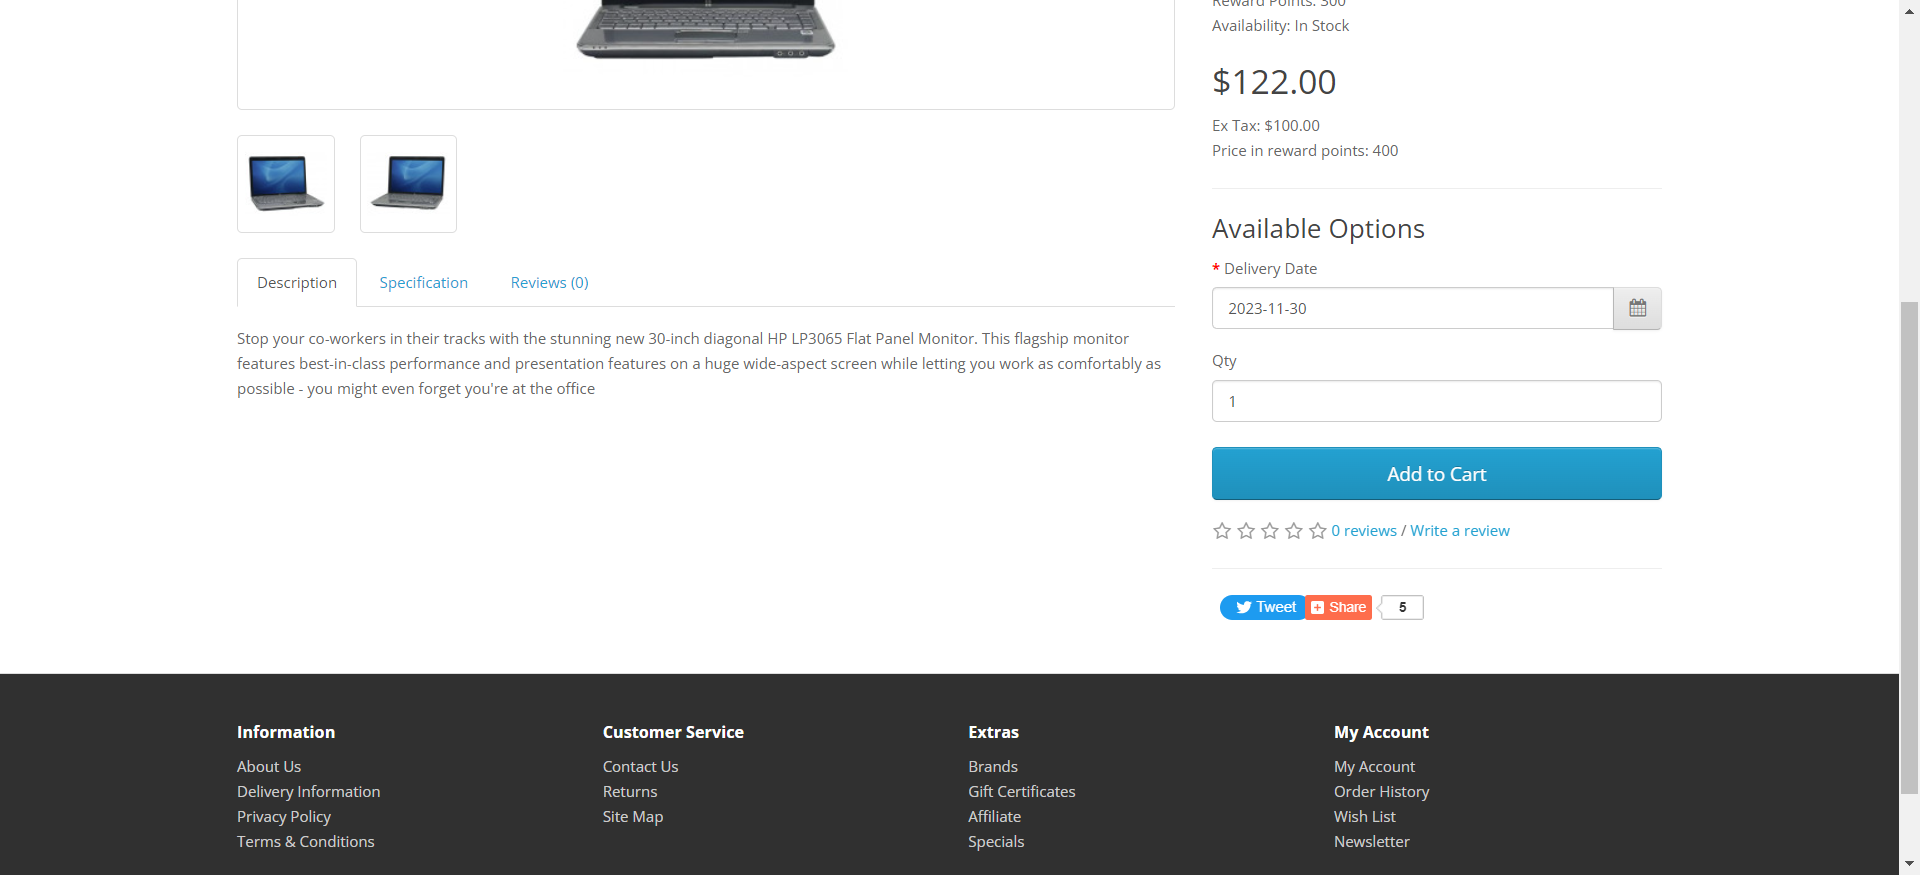 Reward Points: 300
Availability: In Stock
$122.00
Ex Tax: $100.00
Price in reward points: 400
Available Options
* Delivery Date
2023-11-30
Qty
1
Add to Cart
0 reviews / Write a review
Tweet
Share
5
Description
Specification
Reviews (0)
Stop your co-workers in their tracks with the stunning new 30-inch diagonal HP LP3065 Flat Panel Monitor. This flagship monitor
features best-in-class performance and presentation features on a huge wide-aspect screen while letting you work as comfortably as
possible - you might even forget you're at the office
Information
About Us
Delivery Information
Privacy Policy
Terms & Conditions
Customer Service
Contact Us
Returns
Site Map
Extras
Brands
Gift Certificates
Affiliate
Specials
My Account
My Account
Order History
Wish List
Newsletter